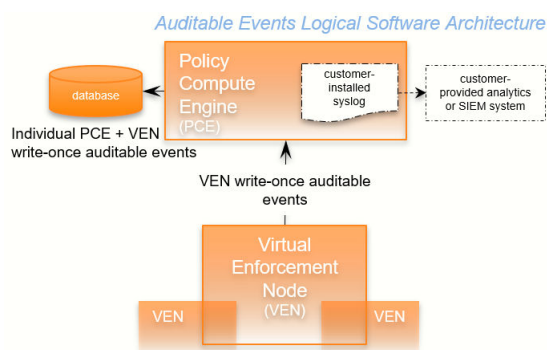 Auditable Events Logical Software Architecture
Policy
Compute
Engine
(PCE)
customer-
installed
syslog
customer-
provided analytics
or SIEM system
database
Individual PCE + VEN
write-once auditable events
VEN write-once auditable
events
Virtual
Enforcement
Node
(VEN)
VEN
VEN